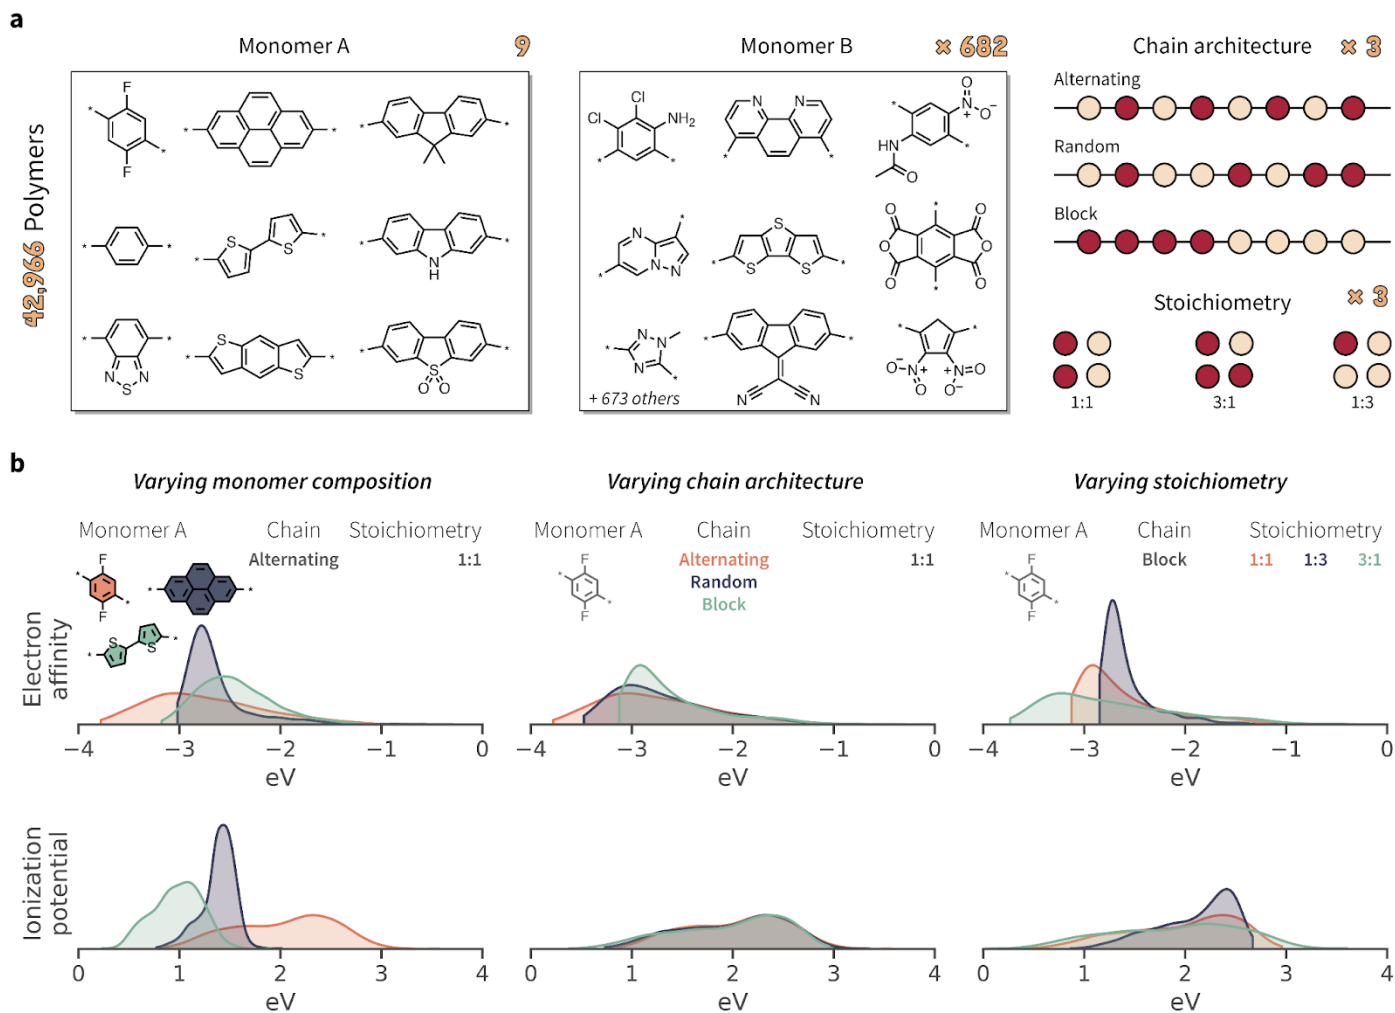 a
Monomer A
9
Monomer B
× 682
Chain architecture
× 3
42,966 Polymers
F
F
*
*
*
*
*
*
*
*
S
S
*
*
N
H
*
*
N
S
N
*
*
S
S
*
*
S
O
O
*
*
Cl
Cl
NH₂
*
*
N
N
*
*
N
+
O
O⁻
HN
O
*
*
N
N
N
*
*
S
S
S
*
*
O
O
O
O
O
O
*
*
N
N
N
*
*
+ 673 others
N
N
*
*
O⁻
N⁺
O
⁺N
O
O⁻
*
*
Alternating
Random
Block
Stoichiometry
× 3
1:1
3:1
1:3
b
Varying monomer composition
Monomer A
Chain
Stoichiometry
Alternating
1:1
F
F
*
*
*
*
S
S
*
*
Varying chain architecture
Monomer A
Chain
Stoichiometry
F
F
*
*
Alternating
Random
Block
1:1
Varying stoichiometry
Monomer A
Chain
Stoichiometry
F
F
*
*
Block
1:1
1:3
3:1
Electron
affinity
−4 −3 −2 −1 0
eV
−4 −3 −2 −1 0
eV
−4 −3 −2 −1 0
eV
Ionization
potential
0 1 2 3 4
eV
0 1 2 3 4
eV
0 1 2 3 4
eV